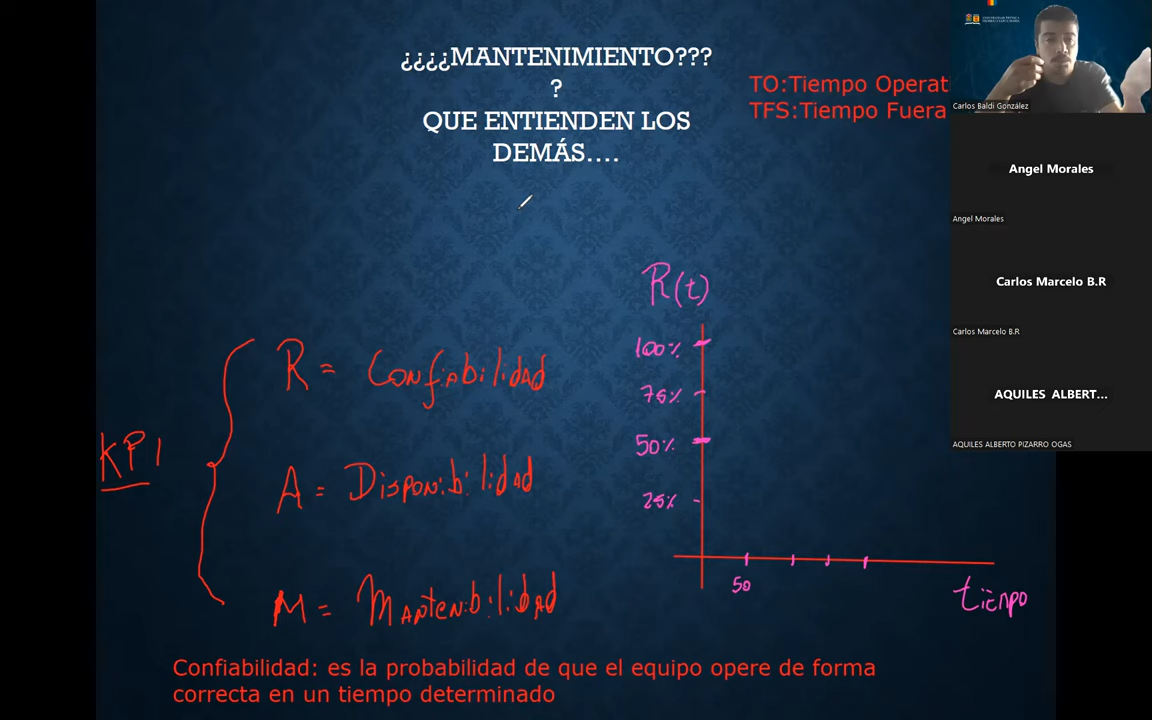 ¿¿¿¿MANTENIMIENTO???
?
QUE ENTIENDEN LOS
DEMÁS....
TO:Tiempo Operat
TFS:Tiempo Fuera
Carlos Baldi González
Angel Morales
Angel Morales
Carlos Marcelo B.R
Carlos Marcelo B.R
AQUILES ALBERT...
AQUILES ALBERTO PIZARRO OGAS
KPI
R = Confiabilidad
A = Disponibilidad
M = Mantenibilidad
R(t)
100%
75%
50%
25%
50
tiempo
Confiabilidad: es la probabilidad de que el equipo opere de forma
correcta en un tiempo determinado